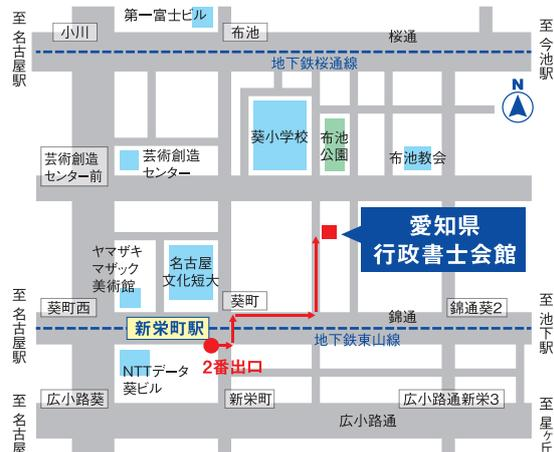 至名古屋駅
第一富士ビル
小川
布池
桜通
地下鉄桜通線
至今池駅
N
葵小学校
布池
公園
布池教会
芸術創造
センター前
芸術創造
センター
愛知県
行政書士会館
ヤマザキ
マザック
美術館
名古屋
文化短大
至名古屋駅
葵町西
葵町
錦通
錦通葵2
至池下駅
新栄町駅
地下鉄東山線
2番出口
NTTデータ
葵ビル
至名古屋
広小路葵
新栄町
広小路通新栄3
広小路通
至星ヶ丘